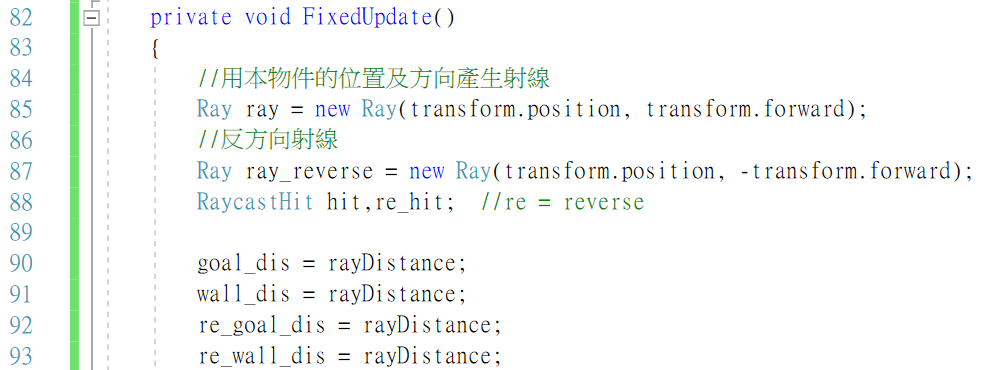 82 private void FixedUpdate()
83 {
84 //用本物件的位置及方向產生射線
85 Ray ray = new Ray(transform.position, transform.forward);
86 //反方向射線
87 Ray ray_reverse = new Ray(transform.position, -transform.forward);
88 RaycastHit hit,re_hit;  //re = reverse
89
90 goal_dis = rayDistance;
91 wall_dis = rayDistance;
92 re_goal_dis = rayDistance;
93 re_wall_dis = rayDistance;